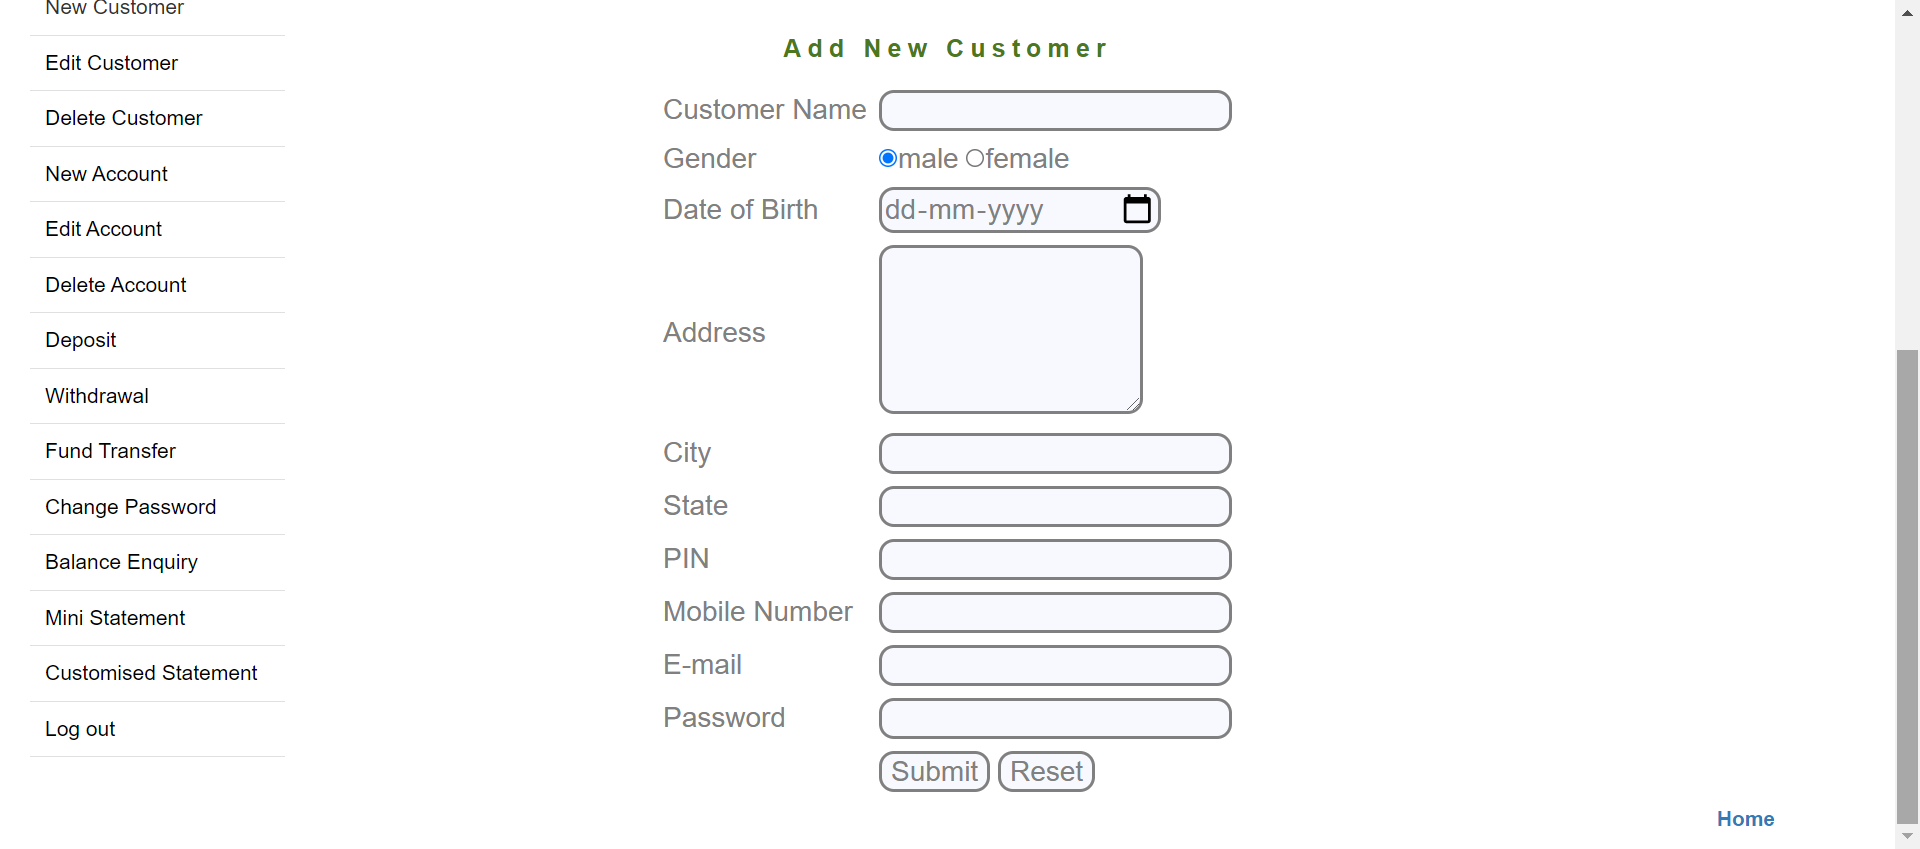 New Customer
Edit Customer
Delete Customer
New Account
Edit Account
Delete Account
Deposit
Withdrawal
Fund Transfer
Change Password
Balance Enquiry
Mini Statement
Customised Statement
Log out
Add New Customer
Customer Name
Gender male female
Date of Birth dd-mm-yyyy
Address
City
State
PIN
Mobile Number
E-mail
Password
Submit Reset
Home